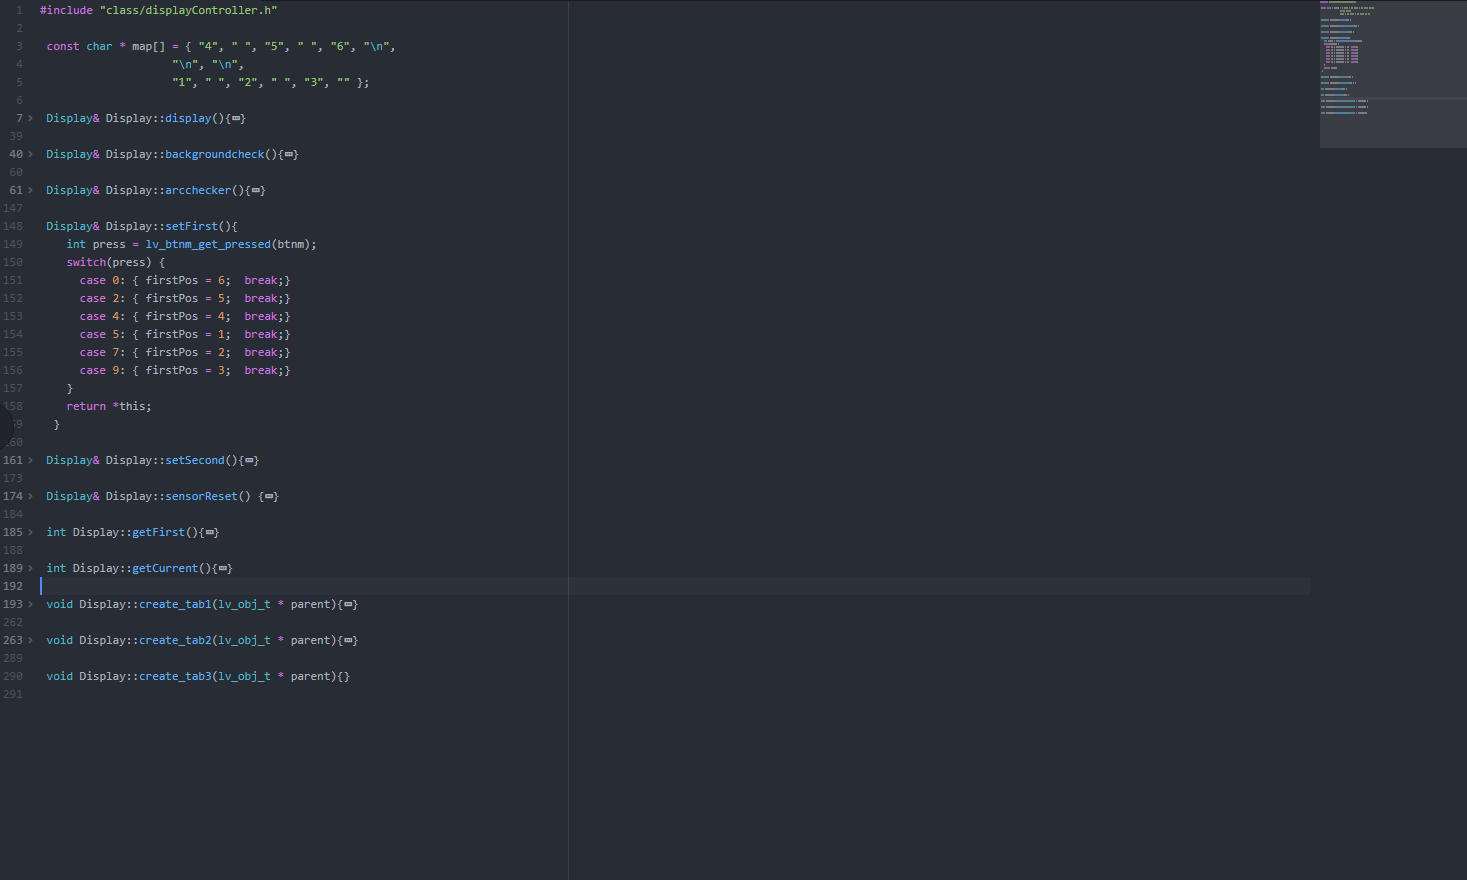 1 #include "class/displayController.h"
2
3 const char * map[] = { "4", " ", "5", " ", "6", "\n",
4 "\n", "\n",
5 "1", " ", "2", " ", "3", "" };
6
7 Display& Display::display(){}
39
40 Display& Display::backgroundcheck(){}
60
61 Display& Display::arcchecker(){}
147
148 Display& Display::setFirst(){
149 int press = lv_btnm_get_pressed(btnm);
150 switch(press) {
151 case 0: { firstPos = 6;  break;}
152 case 2: { firstPos = 5;  break;}
153 case 4: { firstPos = 4;  break;}
154 case 5: { firstPos = 1;  break;}
155 case 7: { firstPos = 2;  break;}
156 case 9: { firstPos = 3;  break;}
157 }
158 return *this;
59 }
60
161 Display& Display::setSecond(){}
173
174 Display& Display::sensorReset() {}
184
185 int Display::getFirst(){}
188
189 int Display::getCurrent(){}
192
193 void Display::create_tab1(lv_obj_t * parent){}
262
263 void Display::create_tab2(lv_obj_t * parent){}
289
290 void Display::create_tab3(lv_obj_t * parent){}
291